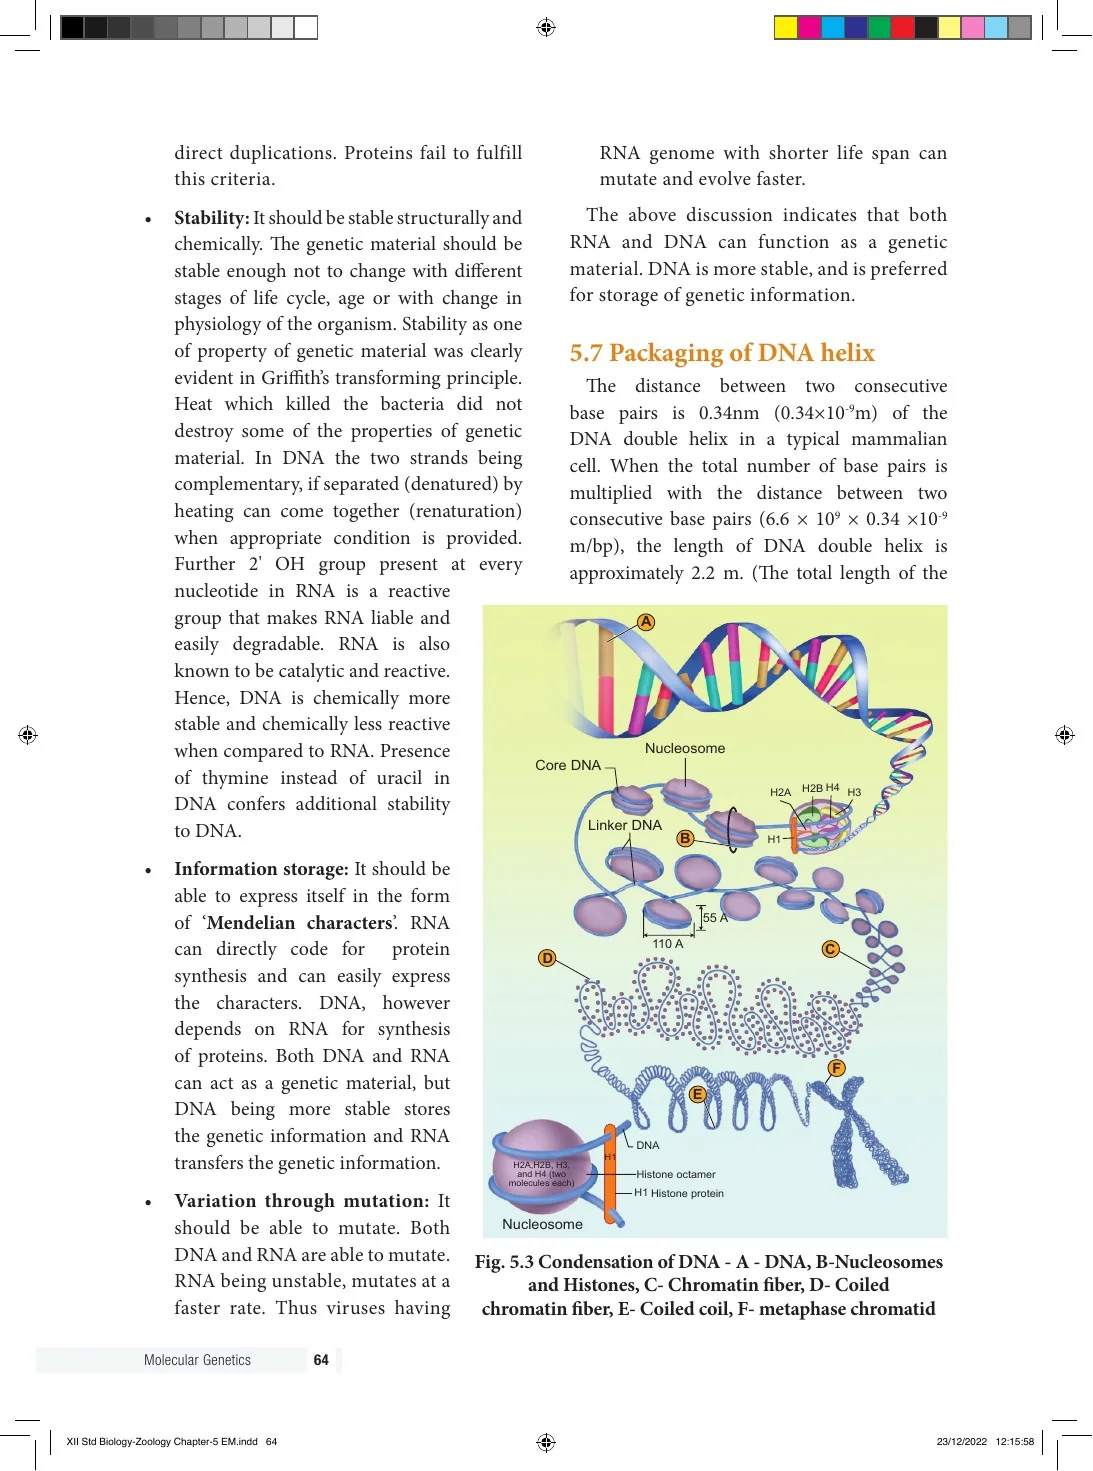 direct duplications. Proteins fail to fulfill
this criteria.
• Stability: It should be stable structurally and
chemically. The genetic material should be
stable enough not to change with different
stages of life cycle, age or with change in
physiology of the organism. Stability as one
of property of genetic material was clearly
evident in Griffith’s transforming principle.
Heat which killed the bacteria did not
destroy some of the properties of genetic
material. In DNA the two strands being
complementary, if separated (denatured) by
heating can come together (renaturation)
when appropriate condition is provided.
Further 2' OH group present at every
nucleotide in RNA is a reactive
group that makes RNA liable and
easily degradable. RNA is also
known to be catalytic and reactive.
Hence, DNA is chemically more
stable and chemically less reactive
when compared to RNA. Presence
of thymine instead of uracil in
DNA confers additional stability
to DNA.
• Information storage: It should be
able to express itself in the form
of ‘Mendelian characters’. RNA
can directly code for protein
synthesis and can easily express
the characters. DNA, however
depends on RNA for synthesis
of proteins. Both DNA and RNA
can act as a genetic material, but
DNA being more stable stores
the genetic information and RNA
transfers the genetic information.
• Variation through mutation: It
should be able to mutate. Both
DNA and RNA are able to mutate.
RNA being unstable, mutates at a
faster rate. Thus viruses having
RNA genome with shorter life span can
mutate and evolve faster.
The above discussion indicates that both
RNA and DNA can function as a genetic
material. DNA is more stable, and is preferred
for storage of genetic information.
5.7 Packaging of DNA helix
The distance between two consecutive
base pairs is 0.34nm (0.34×10⁻⁹m) of the
DNA double helix in a typical mammalian
cell. When the total number of base pairs is
multiplied with the distance between two
consecutive base pairs (6.6 × 10⁹ × 0.34 ×10⁻⁹
m/bp), the length of DNA double helix is
approximately 2.2 m. (The total length of the
A
Nucleosome
Core DNA
H2A H2B H4 H3
Linker DNA
B
H1
55 A
110 A
C
D
F
E
DNA
H1
H2A,H2B, H3,
and H4 (two
molecules each)
Histone octamer
H1 Histone protein
Nucleosome
Fig. 5.3 Condensation of DNA - A - DNA, B-Nucleosomes
and Histones, C- Chromatin fiber, D- Coiled
chromatin fiber, E- Coiled coil, F- metaphase chromatid
Molecular Genetics 64
XII Std Biology-Zoology Chapter-5 EM.indd 64
23/12/2022 12:15:58